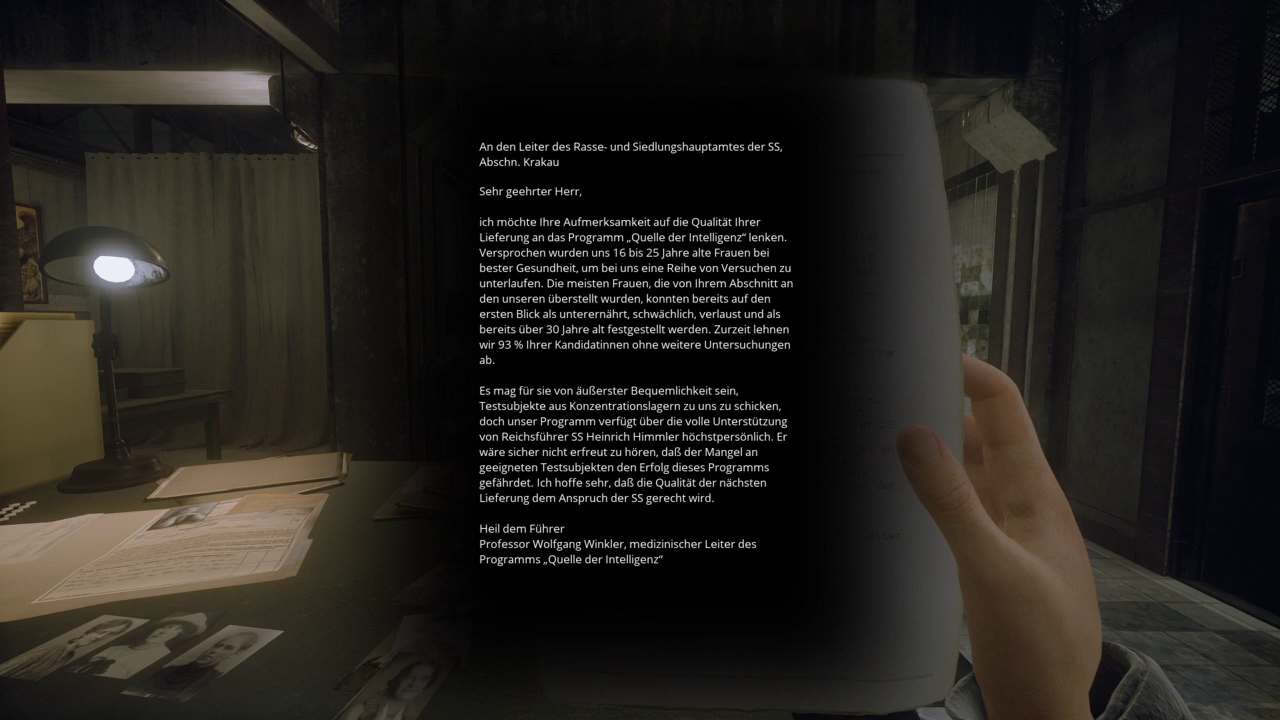 An den Leiter des Rasse- und Siedlungshauptamtes der SS,
Abschn. Krakau
Sehr geehrter Herr,
ich möchte Ihre Aufmerksamkeit auf die Qualität Ihrer
Lieferung an das Programm „Quelle der Intelligenz“ lenken.
Versprochen wurden uns 16 bis 25 Jahre alte Frauen bei
bester Gesundheit, um bei uns eine Reihe von Versuchen zu
unterlaufen. Die meisten Frauen, die von Ihrem Abschnitt an
den unseren überstellt wurden, konnten bereits auf den
ersten Blick als unterernährt, schwächlich, verlaust und als
bereits über 30 Jahre alt festgestellt werden. Zurzeit lehnen
wir 93 % Ihrer Kandidatinnen ohne weitere Untersuchungen
ab.
Es mag für sie von äußerster Bequemlichkeit sein,
Testsubjekte aus Konzentrationslagern zu uns zu schicken,
doch unser Programm verfügt über die volle Unterstützung
von Reichsführer SS Heinrich Himmler höchstpersönlich. Er
wäre sicher nicht erfreut zu hören, daß der Mangel an
geeigneten Testsubjekten den Erfolg dieses Programms
gefährdet. Ich hoffe sehr, daß die Qualität der nächsten
Lieferung dem Anspruch der SS gerecht wird.
Heil dem Führer
Professor Wolfgang Winkler, medizinischer Leiter des
Programms „Quelle der Intelligenz“